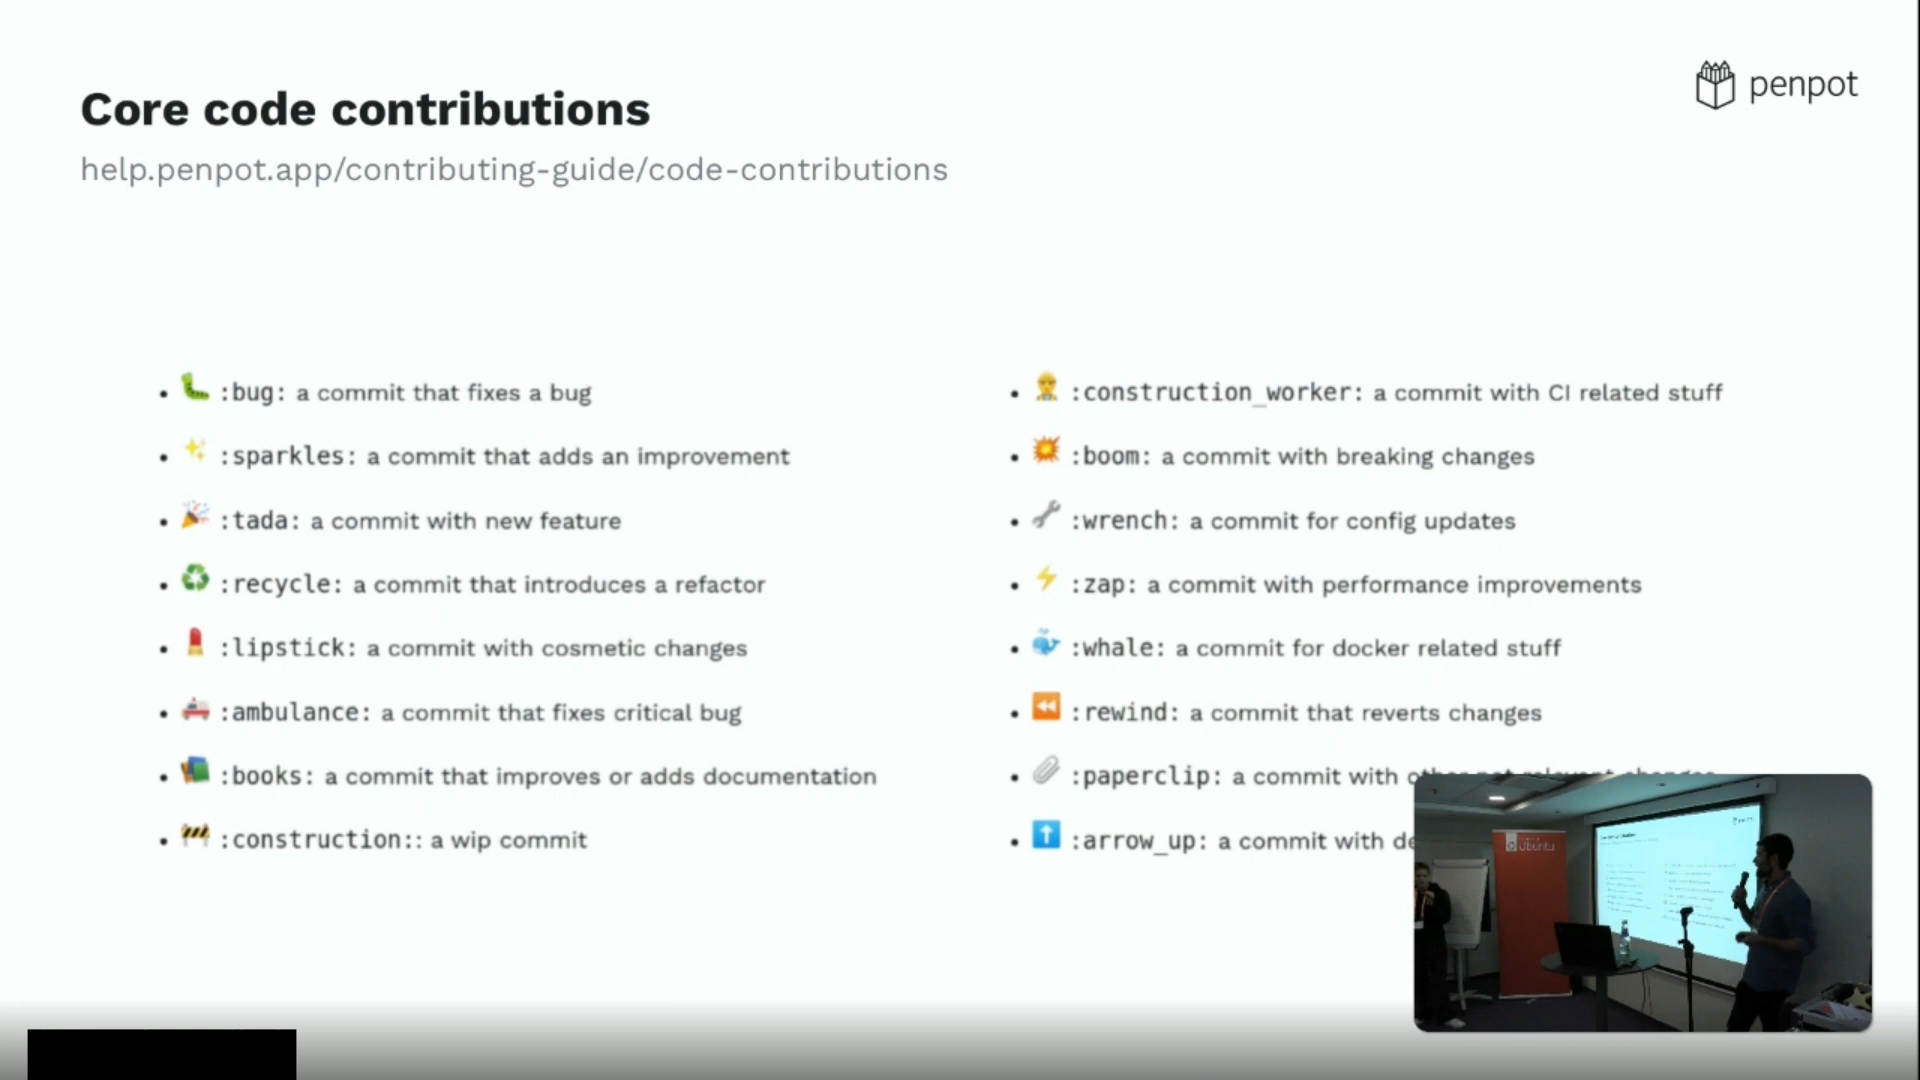 Core code contributions
penpot
help.penpot.app/contributing-guide/code-contributions
:bug: a commit that fixes a bug
:sparkles: a commit that adds an improvement
:tada: a commit with new feature
:recycle: a commit that introduces a refactor
:lipstick: a commit with cosmetic changes
:ambulance: a commit that fixes critical bug
:books: a commit that improves or adds documentation
:construction:: a wip commit
:construction_worker: a commit with CI related stuff
:boom: a commit with breaking changes
:wrench: a commit for config updates
:zap: a commit with performance improvements
:whale: a commit for docker related stuff
:rewind: a commit that reverts changes
:paperclip: a commit with other not relevant changes
:arrow_up: a commit with
Ubuntu